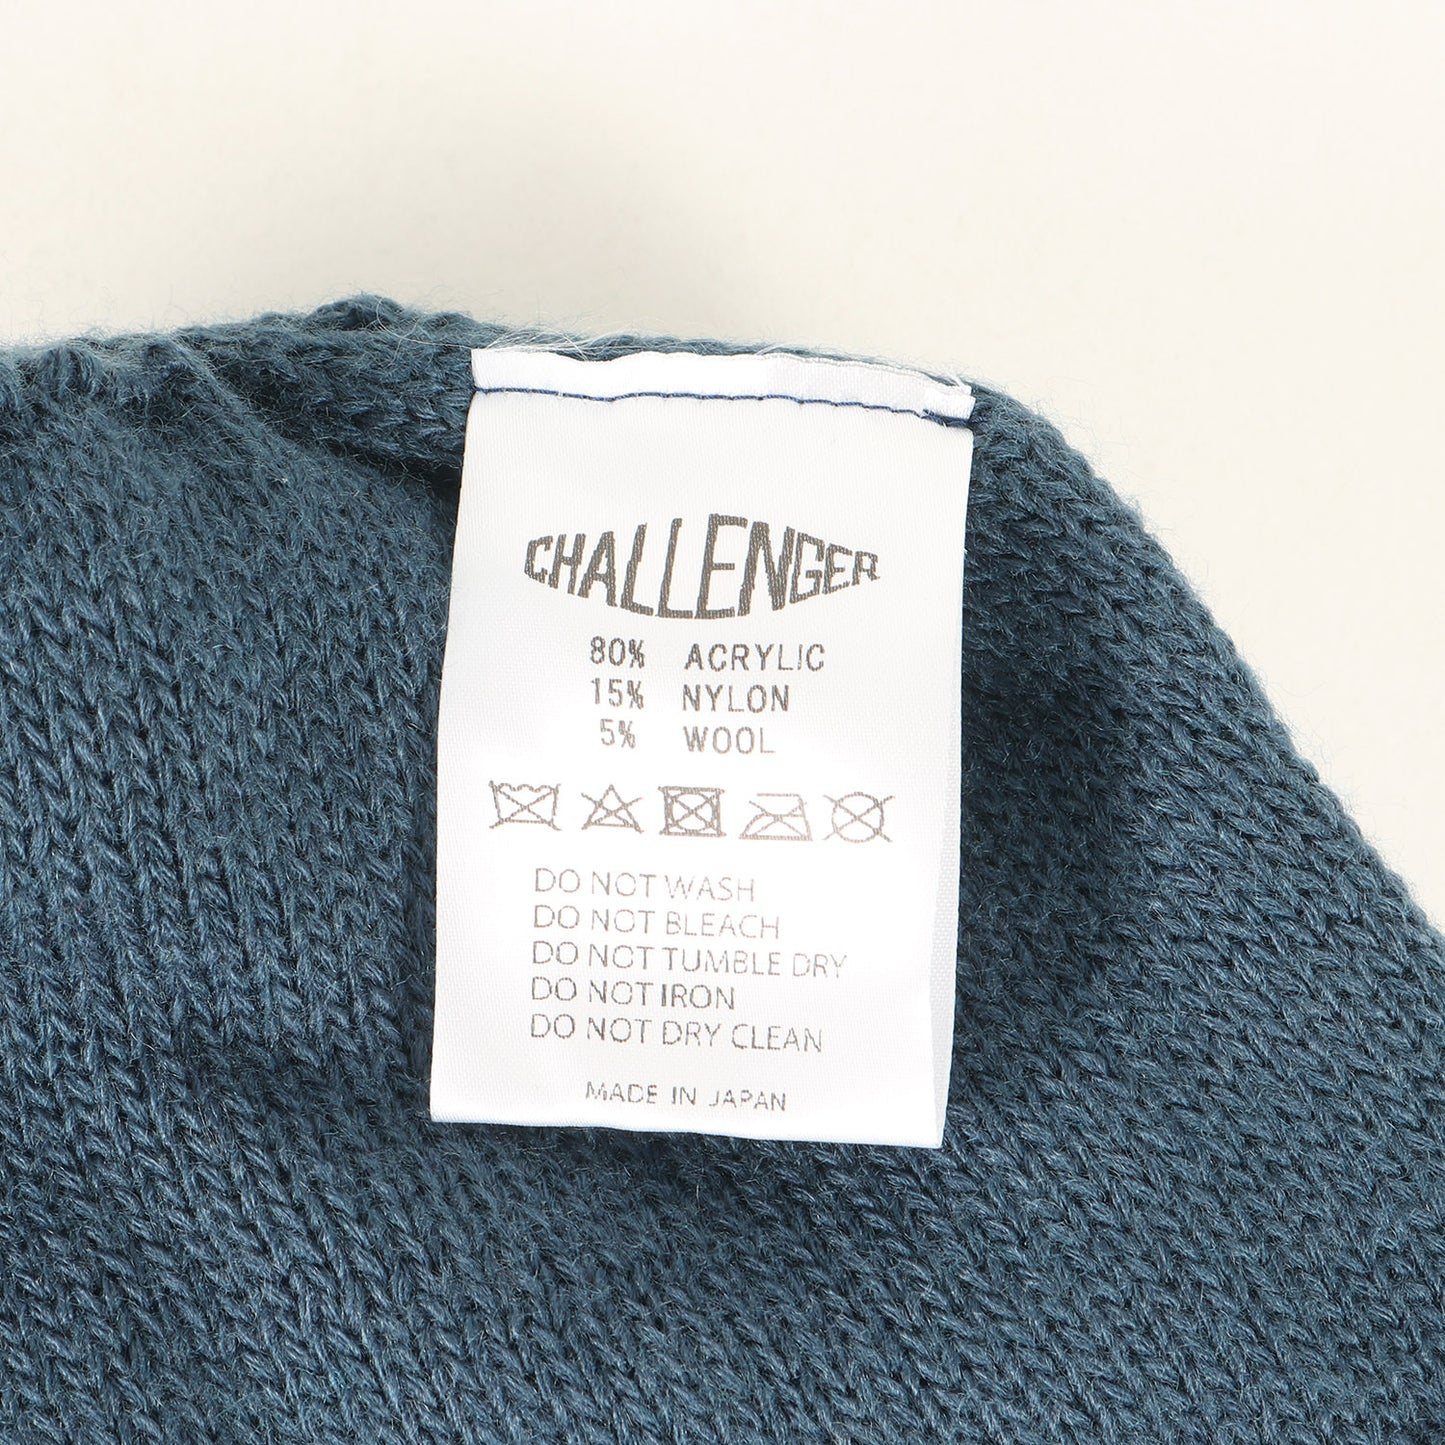 CHALLENGER
80% ACRYLIC
15% NYLON
5% WOOL
DO NOT WASH
DO NOT BLEACH
DO NOT TUMBLE DRY
DO NOT IRON
DO NOT DRY CLEAN
MADE IN JAPAN